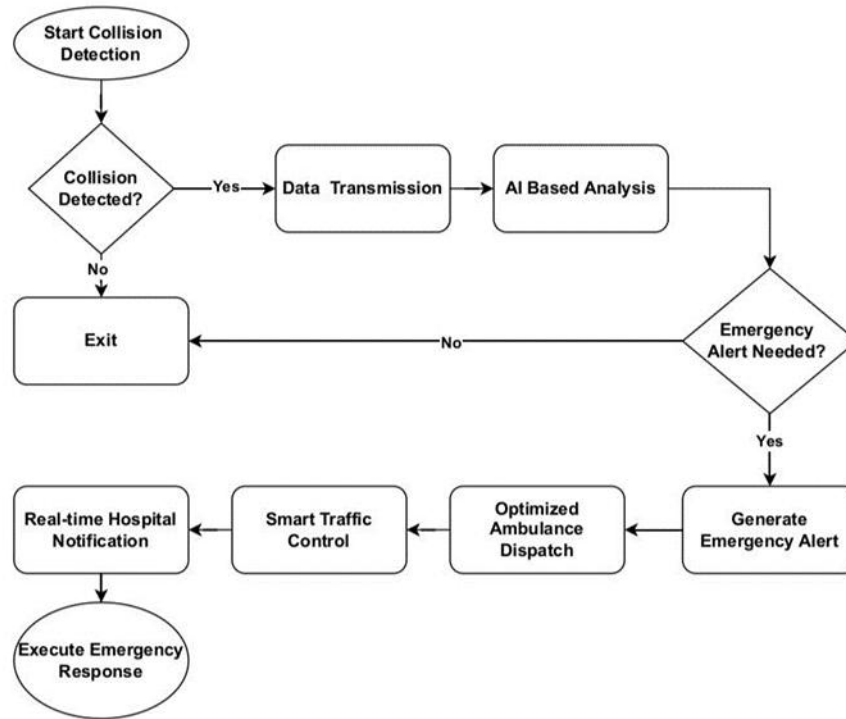 Start Collision
Detection
Collision
Detected?
Yes
Data Transmission
AI Based Analysis
No
Exit
No
Emergency
Alert Needed?
Yes
Real-time Hospital
Notification
Smart Traffic
Control
Optimized
Ambulance
Dispatch
Generate
Emergency Alert
Execute Emergency
Response